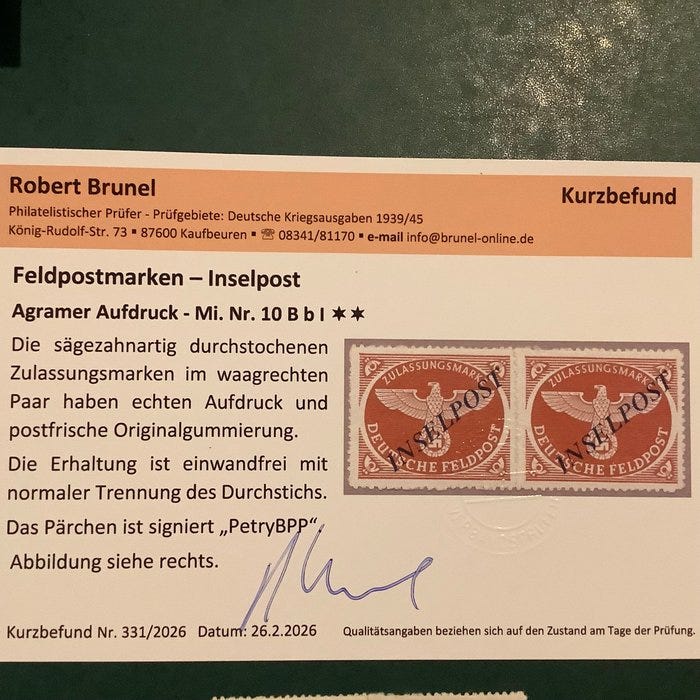 Robert Brunel
Kurzbefund
Philatelistischer Prüfer - Prüfgebiete: Deutsche Kriegsausgaben 1939/45
König-Rudolf-Str. 73 ▪ 87600 Kaufbeuren ▪ ☎ 08341/81170 ▪ e-mail info@brunel-online.de
Feldpostmarken – Inselpost
Agramer Aufdruck - Mi. Nr. 10 B b I ✶✶
Die sägezahnartig durchstochenen
Zulassungsmarken im waagrechten
Paar haben echten Aufdruck und
postfrische Originalgummierung.
Die Erhaltung ist einwandfrei mit
normaler Trennung des Durchstichs.
Das Pärchen ist signiert „PetryBPP“.
Abbildung siehe rechts.
ZULASSUNGSMARKE
INSELPOST
DEUTSCHE FELDPOST
ZULASSUNGSMARKE
INSELPOST
DEUTSCHE FELDPOST
Kurzbefund Nr. 331/2026 Datum: 26.2.2026
Qualitätsangaben beziehen sich auf den Zustand am Tage der Prüfung.